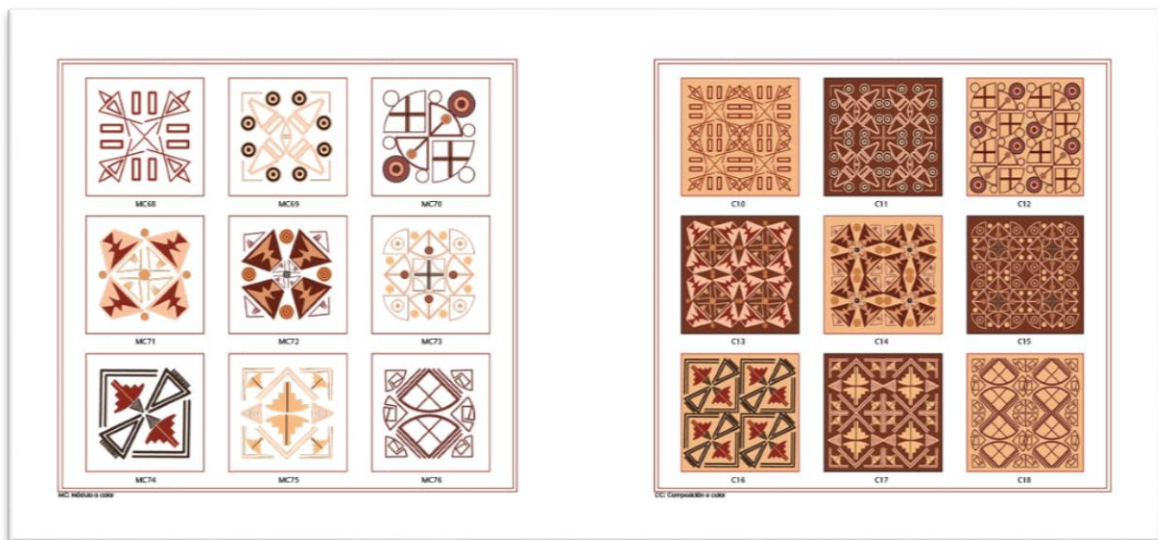 MC68 MC69 MC70
MC71 MC72 MC73
MC74 MC75 MC76
MC: Módulo a color
C10 C11 C12
C13 C14 C15
C16 C17 C18
CC: Composición a color